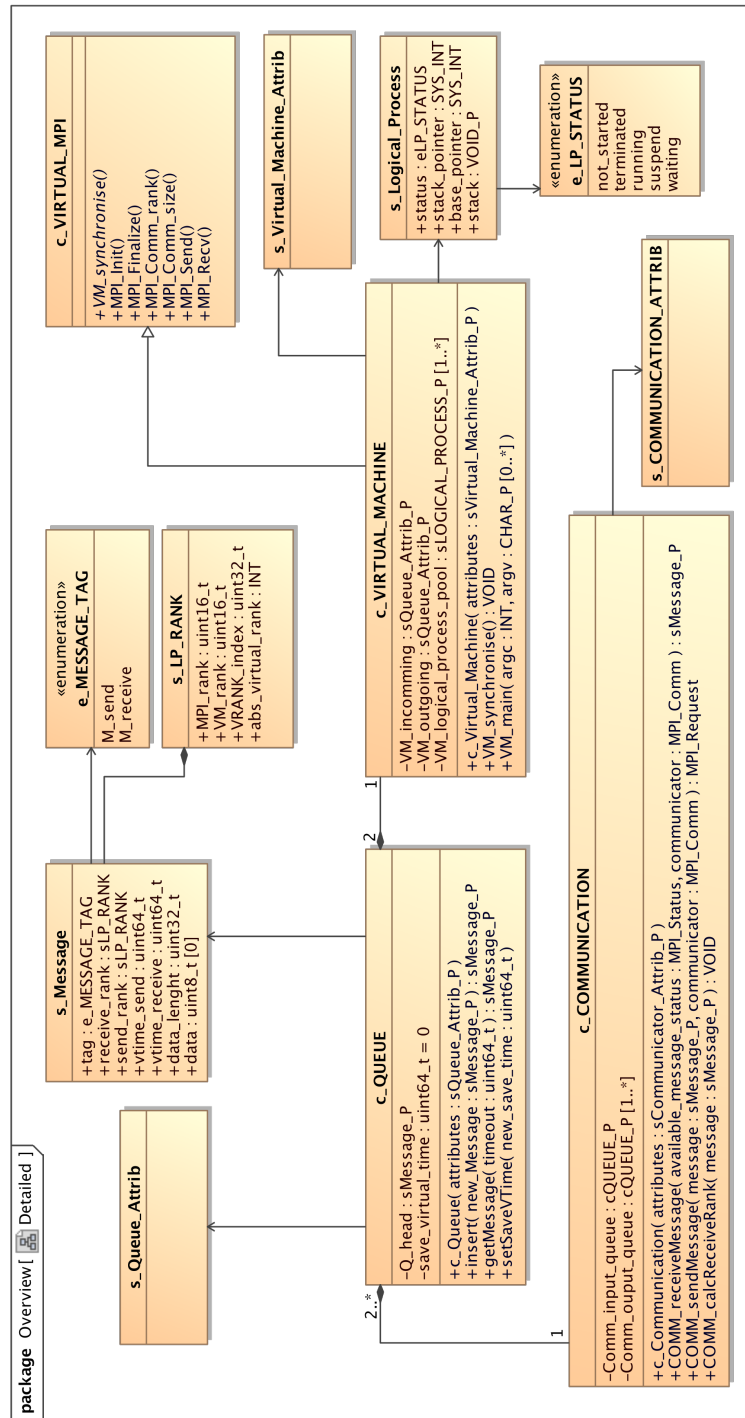 package Overview[ Detailed ]
s_Queue_Attrib
s_Message
+tag : e_MESSAGE_TAG
+receive_rank : sLP_RANK
+send_rank : sLP_RANK
+vtime_send : uint64_t
+vtime_receive : uint64_t
+data_lenght : uint32_t
+data : uint8_t [0]
«enumeration»
e_MESSAGE_TAG
M_send
M_receive
s_LP_RANK
+MPI_rank : uint16_t
+VM_rank : uint16_t
+VRANK_index : uint32_t
+abs_virtual_rank : INT
c_VIRTUAL_MPI
+VM_synchronise()
+MPI_Init()
+MPI_Finalize()
+MPI_Comm_rank()
+MPI_Comm_size()
+MPI_Send()
+MPI_Recv()
s_Virtual_Machine_Attrib
c_QUEUE
-Q_head : sMessage_P
-save_virtual_time : uint64_t = 0
+c_Queue( attributes : sQueue_Attrib_P )
+insert( new_Message : sMessage_P ) : sMessage_P
+getMessage( timeout : uint64_t ) : sMessage_P
+setSaveVTime( new_save_time : uint64_t )
2
1
c_VIRTUAL_MACHINE
-VM_incomming : sQueue_Attrib_P
-VM_outgoing : sQueue_Attrib_P
-VM_logical_process_pool : sLOGICAL_PROCESS_P [1..*]
+c_Virtual_Machine( attributes : sVirtual_Machine_Attrib_P )
+VM_synchronise() : VOID
+VM_main( argc : INT, argv : CHAR_P [0..*] )
s_Logical_Process
+status : eLP_STATUS
+stack_pointer : SYS_INT
+base_pointer : SYS_INT
+stack : VOID_P
«enumeration»
e_LP_STATUS
not_started
terminated
running
suspend
waiting
2..*
1
c_COMMUNICATION
-Comm_input_queue : cQUEUE_P
-Comm_ouput_queue : cQUEUE_P [1..*]
+c_Communication( attributes : sCommunicator_Attrib_P )
+COMM_receiveMessage( available_message_status : MPI_Status, communicator : MPI_Comm ) : sMessage_P
+COMM_sendMessage( message : sMessage_P, communicator : MPI_Comm ) : MPI_Request
+COMM_calcReceiveRank( message : sMessage_P ) : VOID
s_COMMUNICATION_ATTRIB